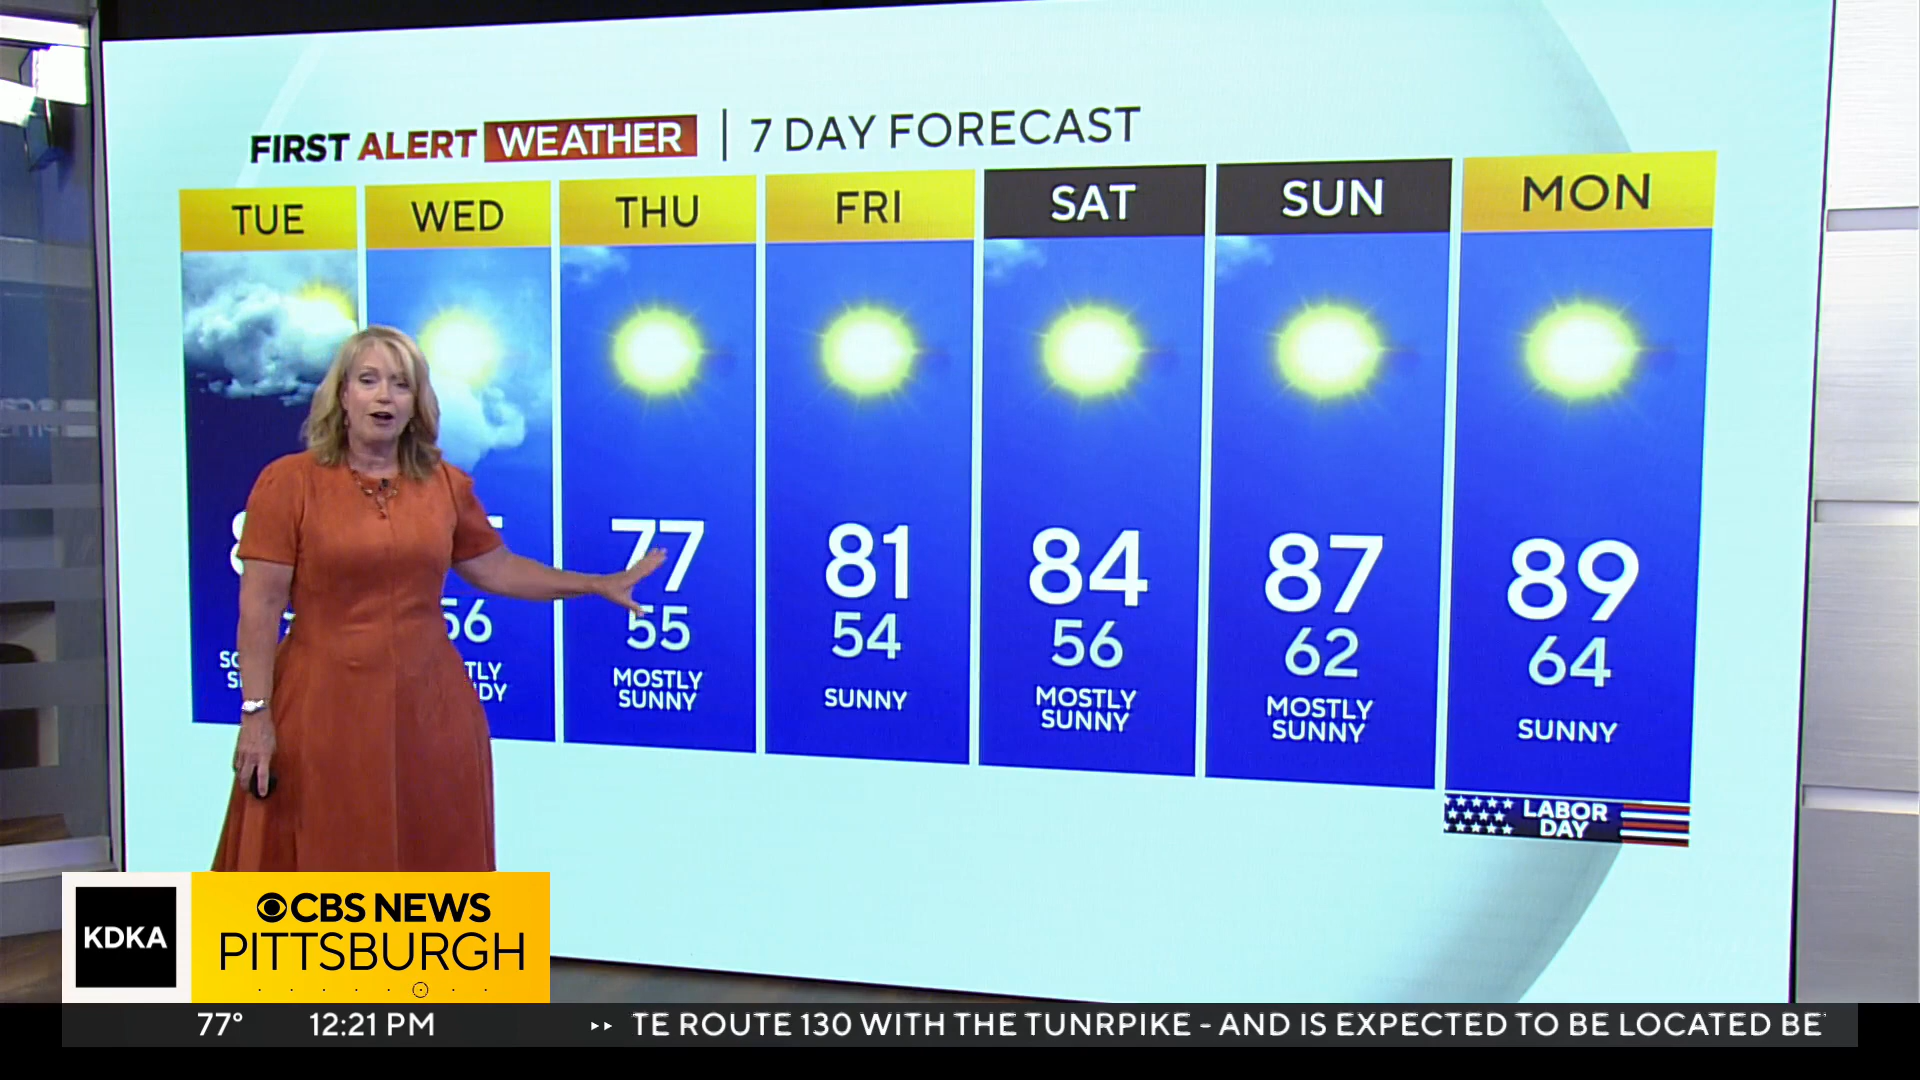 FIRST ALERT WEATHER | 7 DAY FORECAST
TUE WED THU FRI SAT SUN MON
77 81 84 87 89
56 55 54 56 62 64
MOSTLY SUNNY
SUNNY
MOSTLY SUNNY
MOSTLY SUNNY
SUNNY
LABOR
DAY
KDKA
CBS NEWS
PITTSBURGH
77° 12:21 PM TE ROUTE 130 WITH THE TUNRPIKE - AND IS EXPECTED TO BE LOCATED BE